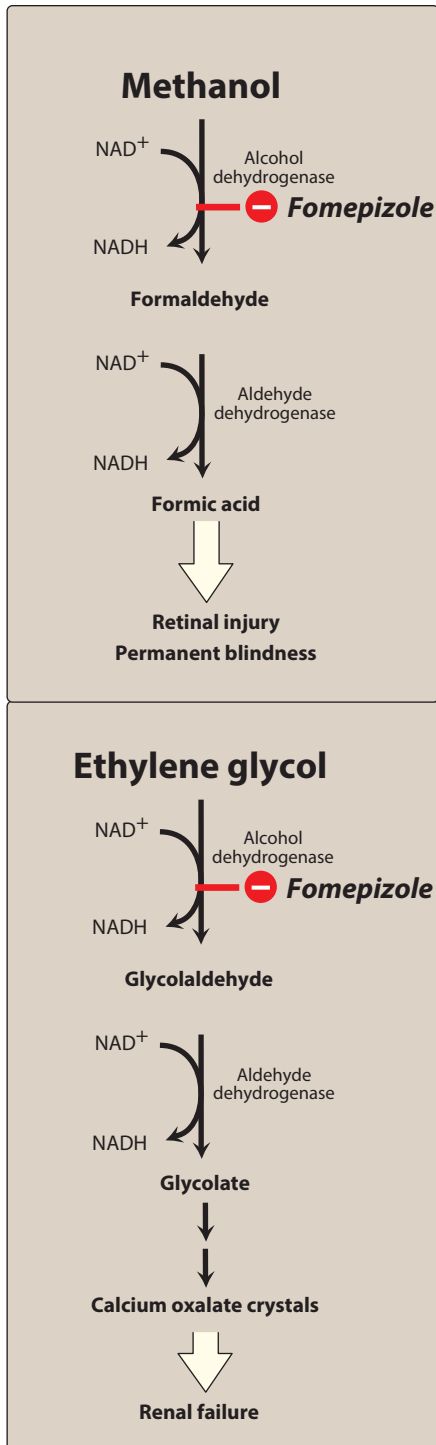 Methanol
NAD+
Alcohol
dehydrogenase
Fomepizole
NADH
Formaldehyde
NAD+
Aldehyde
dehydrogenase
NADH
Formic acid
Retinal injury
Permanent blindness
Ethylene glycol
NAD+
Alcohol
dehydrogenase
Fomepizole
NADH
Glycolaldehyde
NAD+
Aldehyde
dehydrogenase
NADH
Glycolate
Calcium oxalate crystals
Renal failure